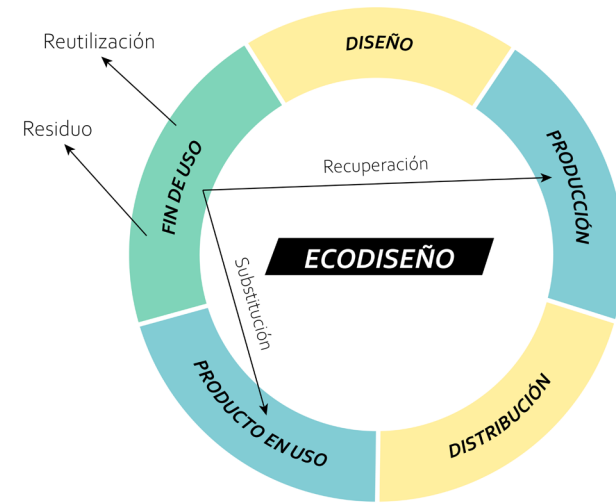 Reutilización
DISEÑO
Residuo
FIN DE USO
Recuperación
PRODUCCIÓN
ECODISEÑO
Substitución
PRODUCTO EN USO
DISTRIBUCIÓN